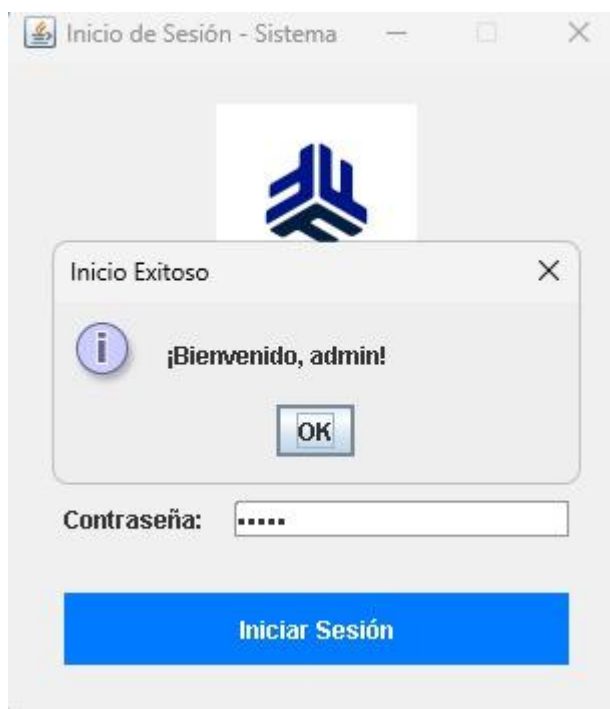 Inicio de Sesión - Sistema
Inicio Exitoso
¡Bienvenido, admin!
OK
Contraseña: •••••
Iniciar Sesión